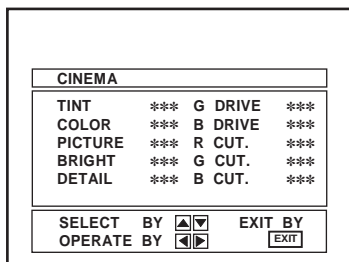 CINEMA
TINT *** G DRIVE ***
COLOR *** B DRIVE ***
PICTURE *** R CUT. ***
BRIGHT *** G CUT. ***
DETAIL *** B CUT. ***
SELECT BY ▲▼ EXIT BY
OPERATE BY ◀▶ EXIT